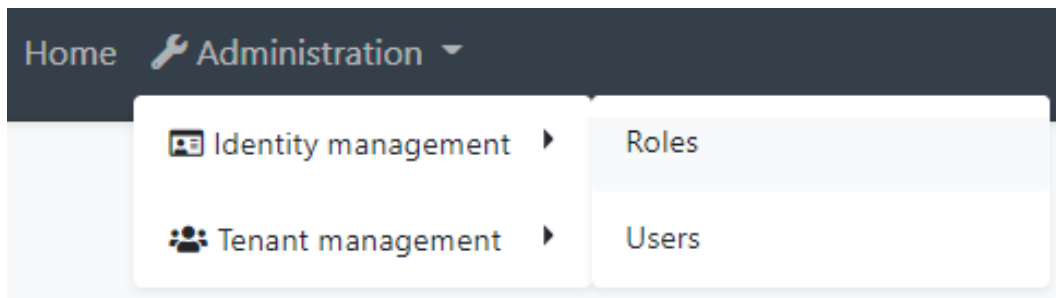 Home Administration
Identity management
Roles
Tenant management
Users